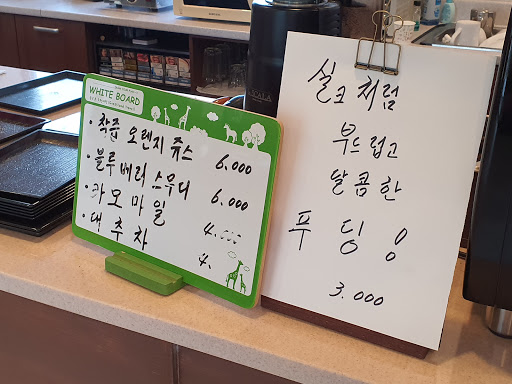 WHITE BOARD
· 착즙 오렌지 쥬스 6.000
· 블루베리 스무디 6.000
· 카모마일 4.000
· 대추차 4.
실크처럼
부드럽고
달콤한
푸딩!
3.000